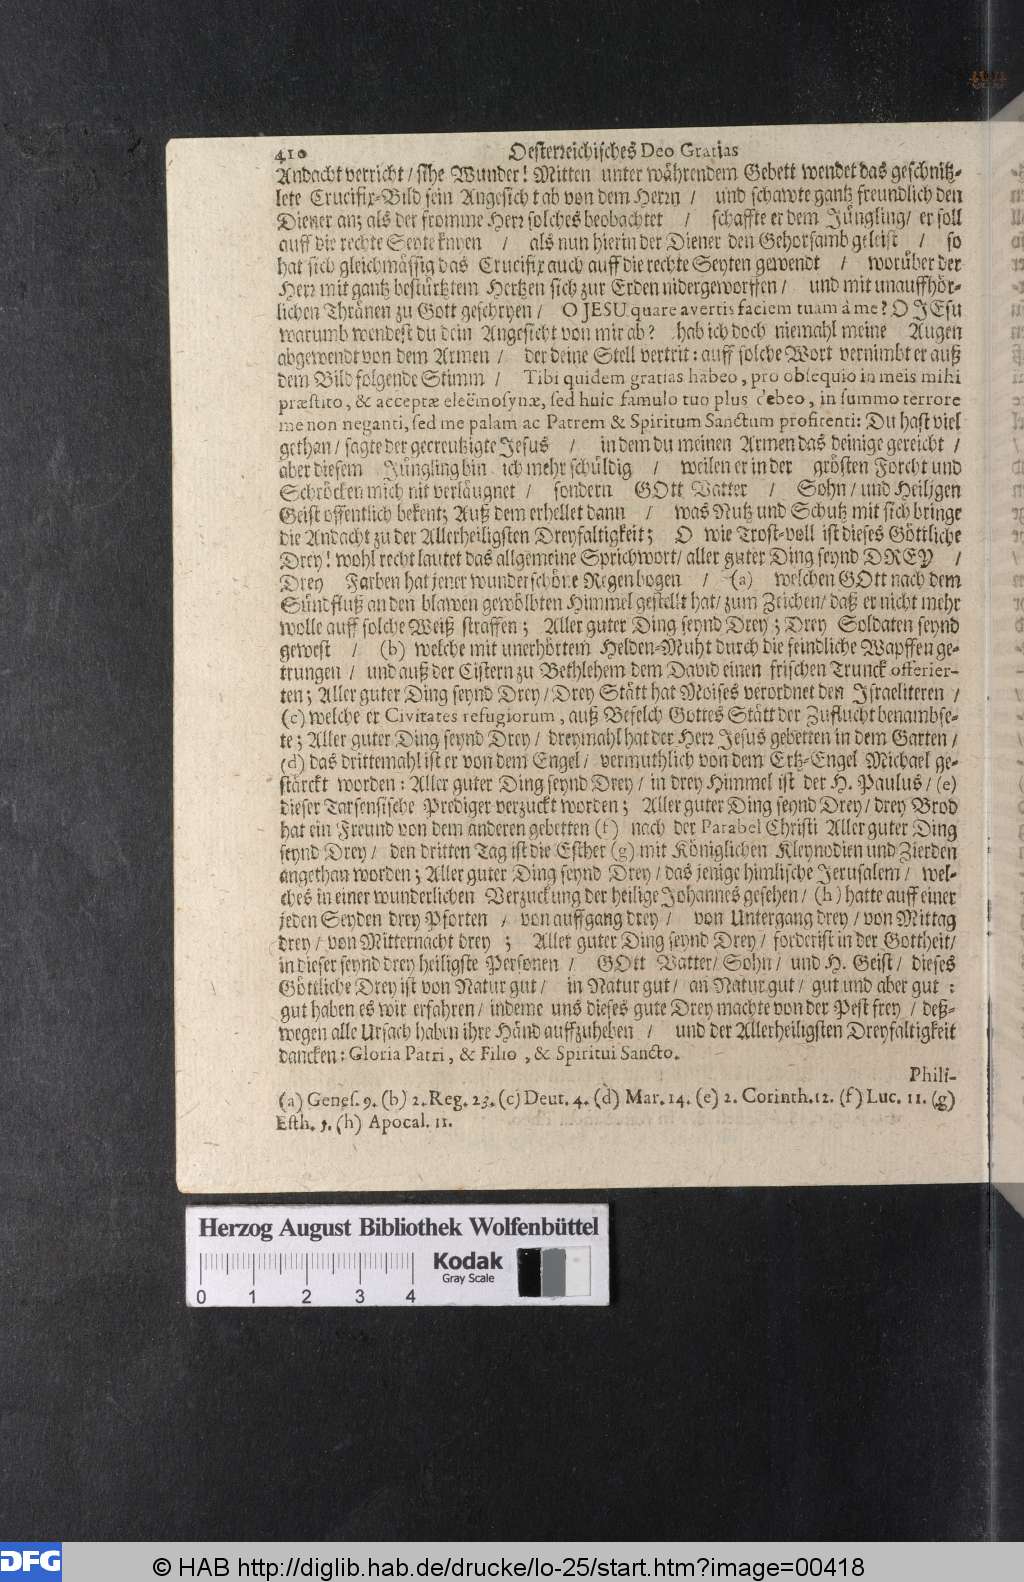 410 Oesterreichisches Deo Gratias
Andacht verricht / sihe Wunder! Mitten unter währendem Gebett wendet das geschnitz-
lete Crucifix-Bild sein Angesicht ab von dem Herrn / und schawte gantz freundlich den
Diener an; als der fromme Herr solches beobachtet / schaffte er dem Jüngling / er soll
auff die rechte Seyte knyen / als nun hierin der Diener den Gehorsamb geleist / so
hat sich gleichmässig das Crucifix auch auff die rechte Seyten gewendt / worüber der
Herr mit gantz bestürtztem Hertzen sich zur Erden nidergeworffen / und mit unauffhör-
lichen Thränen zu Gott geschryen / O JESU quare avertis faciem tuam à me? O JEsu
warumb wendest du dein Angesicht von mir ab? hab ich doch niemahl meine Augen
abgewendt von dem Armen / der deine Stell vertrit: auff solche Wort vernimbt er auß
dem Bild folgende Stimm / Tibi quidem gratias habeo, pro obsequio in meis mihi
præstito, & acceptæ eleëmosynæ, sed huic famulo tuo plus debeo, in summo terrore
me non neganti, sed me palam ac Patrem & Spiritum Sanctum profitenti: Du hast viel
gethan / sagte der gecreutzigte Jesus / in dem du meinen Armen das deinige gereicht /
aber diesem Jüngling bin ich mehr schuldig / weilen er in der grösten Forcht und
Schröcken mich nit verläugnet / sondern GOtt Vatter / Sohn / und Heiligen
Geist offentlich bekent; Auß dem erhellet dann / was Nutz und Schutz mit sich bringe
die Andacht zu der Allerheiligsten Dreyfaltigkeit; O wie Trost-voll ist dieses Göttliche
Drey! wohl recht lautet das allgemeine Sprichwort / aller guter Ding seynd DREY /
Drey Farben hat jener wunderschöne Regenbogen / (a) welchen GOtt nach dem
Sündfluß an den blawen gewölbten Himmel gestellt hat / zum Zeichen / daß er nicht mehr
wolle auff solche Weiß straffen; Aller guter Ding seynd Drey; Drey Soldaten seynd
gewest / (b) welche mit unerhörtem Helden-Muht durch die feindliche Wapffen ge-
trungen / und auß der Cistern zu Bethlehem dem David einen frischen Trunck offerier-
ten; Aller guter Ding seynd Drey / Drey Stätt hat Moises verordnet den Israeliteren /
(c) welche er Civitates refugiorum, auß Befelch Gottes Stätt der Zuflucht benambse-
te; Aller guter Ding seynd Drey / dreymahl hat der Herr Jesus gebetten in dem Garten /
(d) das drittemahl ist er von dem Engel / vermuthlich von dem Ertz-Engel Michael ge-
stärckt worden: Aller guter Ding seynd Drey / in drey Himmel ist der H. Paulus / (e)
dieser Tarsensische Prediger verzuckt worden; Aller guter Ding seynd Drey / drey Brod
hat ein Freund von dem anderen gebetten (f) nach der Parabel Christi Aller guter Ding
seynd Drey / den dritten Tag ist die Esther (g) mit Königlichen Kleynodien und Zierden
angethan worden; Aller guter Ding seynd Drey / das jenige himlische Jerusalem / wel-
ches in einer wunderlichen Verzuckung der heilige Johannes gesehen / (h) hatte auff einer
jeden Seyden drey Pforten / von auffgang drey / von Untergang drey / von Mittag
drey / von Mitternacht drey ; Aller guter Ding seynd Drey / forderist in der Gottheit /
in dieser seynd drey heiligste Personen / GOtt Vatter / Sohn / und H. Geist / dieses
Göttliche Drey ist von Natur gut / in Natur gut / an Natur gut / gut und aber gut :
gut haben es wir erfahren / indeme uns dieses gute Drey machte von der Pest frey / deß-
wegen alle Ursach haben ihre Händ auffzuheben / und der Allerheiligsten Dreyfaltigkeit
dancken: Gloria Patri, & Filio, & Spiritui Sancto.
Phili-
(a) Genes. 9. (b) 2. Reg. 23. (c) Deut. 4. (d) Mar. 14. (e) 2. Corinth. 12. (f) Luc. 11. (g)
Esth. 5. (h) Apocal. 11.
Herzog August Bibliothek Wolfenbüttel
Kodak
Gray Scale
0 1 2 3 4
DFG © HAB http://diglib.hab.de/drucke/lo-25/start.htm?image=00418